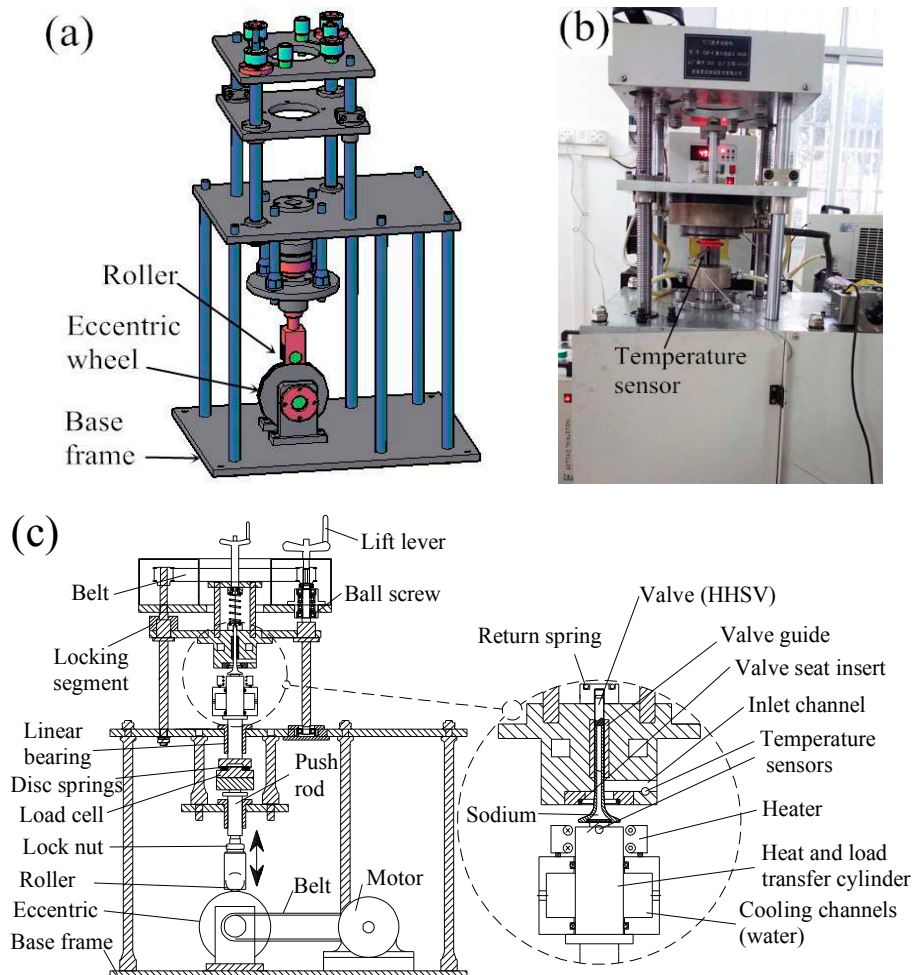 (a)
Roller
Eccentric
wheel
Base
frame
(b)
Temperature
sensor
(c)
Lift lever
Belt
Ball screw
Locking
segment
Linear
bearing
Disc springs
Push
rod
Load cell
Lock nut
Roller
Belt
Motor
Eccentric
Base frame
Valve (HHSV)
Return spring
Valve guide
Valve seat insert
Inlet channel
Temperature
sensors
Sodium
Heater
Heat and load
transfer cylinder
Cooling channels
(water)